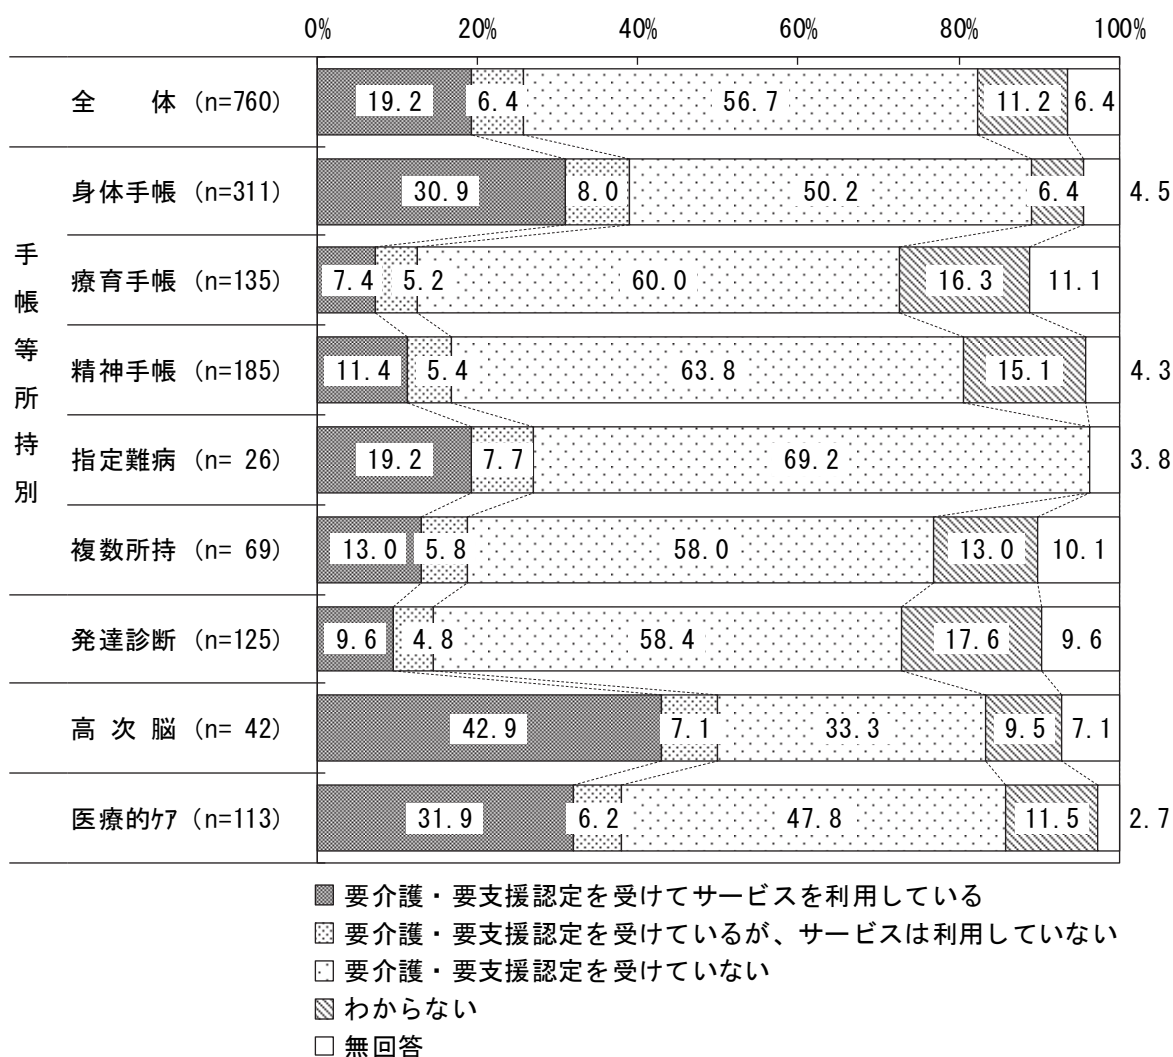 0% 20% 40% 60% 80% 100%
全 体 (n=760) 19.2 6.4 56.7 11.2 6.4
手帳等所持別
身体手帳 (n=311) 30.9 8.0 50.2 6.4 4.5
療育手帳 (n=135) 7.4 5.2 60.0 16.3 11.1
精神手帳 (n=185) 11.4 5.4 63.8 15.1 4.3
指定難病 (n= 26) 19.2 7.7 69.2 3.8
複数所持 (n= 69) 13.0 5.8 58.0 13.0 10.1
発達診断 (n=125) 9.6 4.8 58.4 17.6 9.6
高 次 脳 (n= 42) 42.9 7.1 33.3 9.5 7.1
医療的ｹｱ (n=113) 31.9 6.2 47.8 11.5 2.7
要介護・要支援認定を受けてサービスを利用している
要介護・要支援認定を受けているが、サービスは利用していない
要介護・要支援認定を受けていない
わからない
無回答